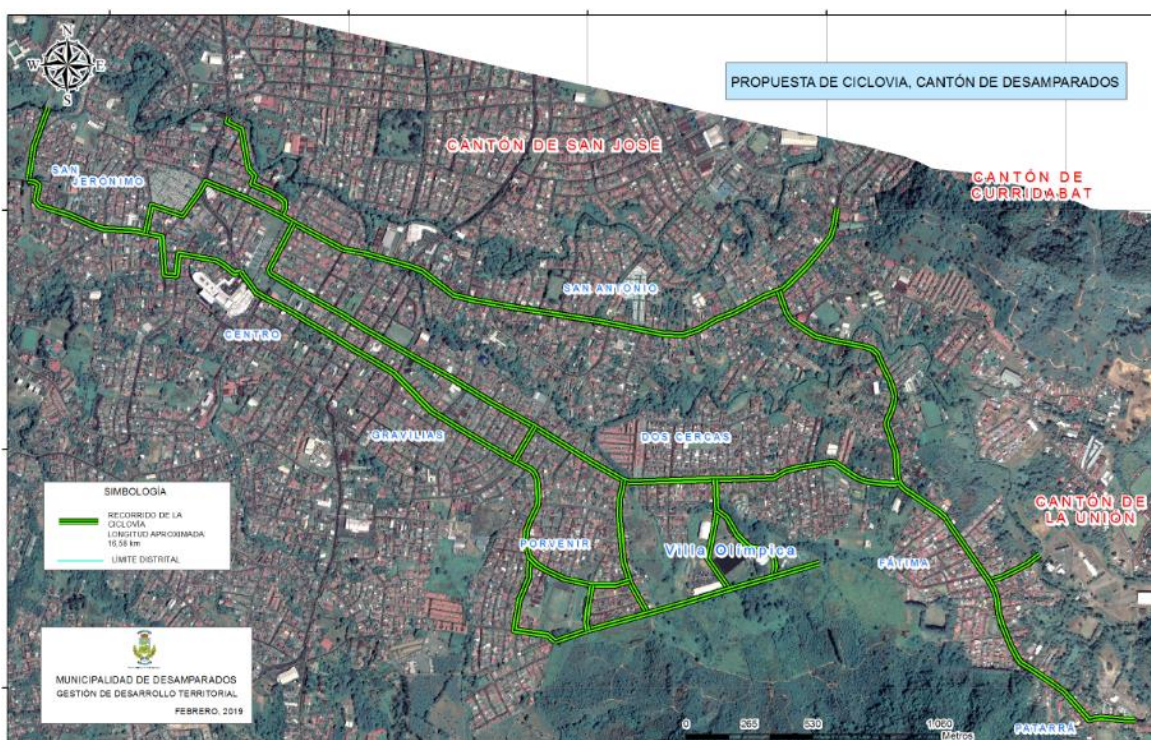 N
W E
S
PROPUESTA DE CICLOVIA, CANTÓN DE DESAMPARADOS
CANTÓN DE SAN JOSÉ
CANTÓN DE
CURRIDABAT
SAN
JERÓNIMO
SAN ANTONIO
CENTRO
GRAVILIAS
DOS CERCAS
CANTÓN DE
LA UNIÓN
SIMBOLOGÍA
RECORRIDO DE LA
CICLOVÍA
LONGITUD APROXIMADA:
16,58 km
LÍMITE DISTRITAL
PORVENIR
Villa Olimpica
FÁTIMA
MUNICIPALIDAD DE DESAMPARADOS
GESTIÓN DE DESARROLLO TERRITORIAL
FEBRERO, 2019
0 265 530 1.060
Metros
PATARRÁ